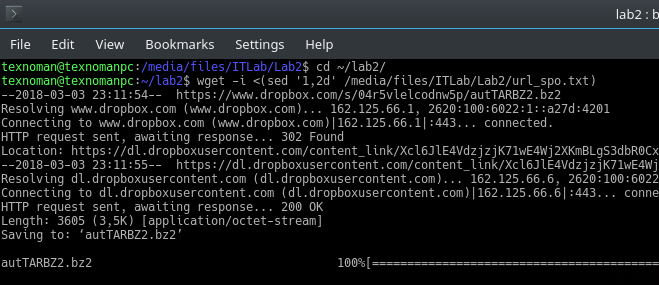 lab2 : b
File Edit View Bookmarks Settings Help
texnoman@texnomanpc:/media/files/ITLab/Lab2$ cd ~/lab2/
texnoman@texnomanpc:~/lab2$ wget -i <(sed '1,2d' /media/files/ITLab/Lab2/url_spo.txt)
--2018-03-03 23:11:54-- https://www.dropbox.com/s/04r5vlelcodnw5p/autTARBZ2.bz2
Resolving www.dropbox.com (www.dropbox.com)... 162.125.66.1, 2620:100:6022:1::a27d:4201
Connecting to www.dropbox.com (www.dropbox.com)|162.125.66.1|:443... connected.
HTTP request sent, awaiting response... 302 Found
Location: https://dl.dropboxusercontent.com/content_link/Xcl6JlE4VdzjzjK71wE4Wj2XKmBLgS3dbR0Cx
--2018-03-03 23:11:55-- https://dl.dropboxusercontent.com/content_link/Xcl6JlE4VdzjzjK71wE4Wj
Resolving dl.dropboxusercontent.com (dl.dropboxusercontent.com)... 162.125.66.6, 2620:100:6022
Connecting to dl.dropboxusercontent.com (dl.dropboxusercontent.com)|162.125.66.6|:443... conne
HTTP request sent, awaiting response... 200 OK
Length: 3605 (3,5K) [application/octet-stream]
Saving to: ‘autTARBZ2.bz2’
autTARBZ2.bz2 100%[========================================